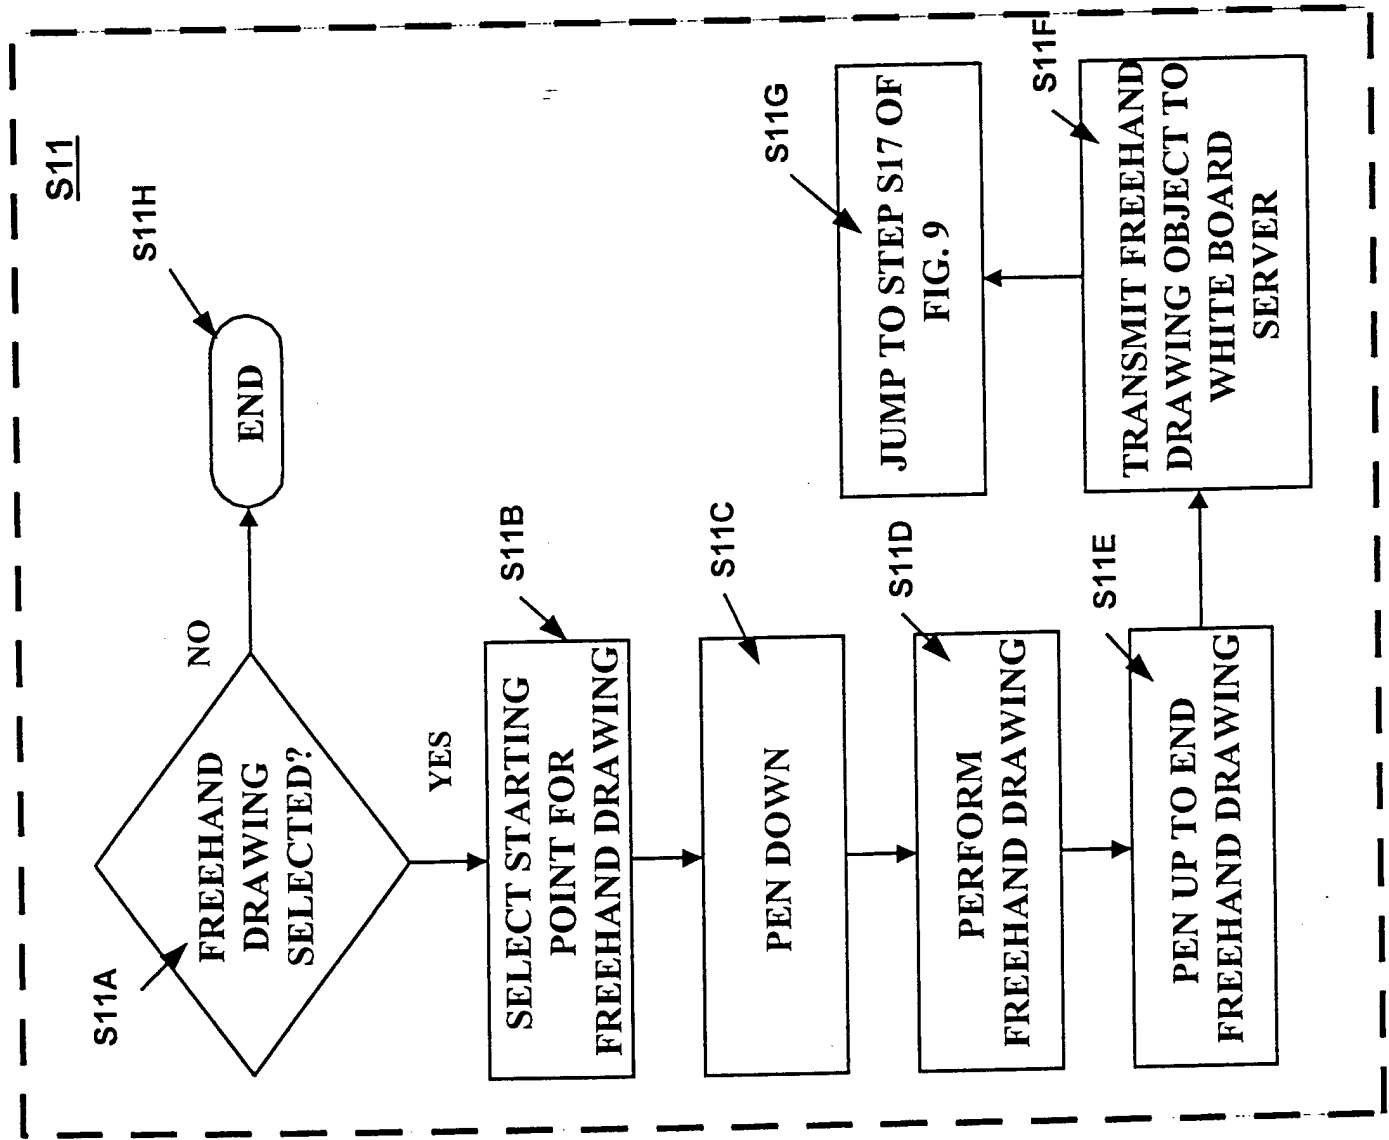 S11
S11A
FREEHAND
DRAWING
SELECTED?
NO
S11H
END
YES
S11B
SELECT STARTING
POINT FOR
FREEHAND DRAWING
S11C
PEN DOWN
S11D
PERFORM
FREEHAND DRAWING
S11E
PEN UP TO END
FREEHAND DRAWING
S11F
TRANSMIT FREEHAND
DRAWING OBJECT TO
WHITE BOARD
SERVER
S11G
JUMP TO STEP S17 OF
FIG. 9